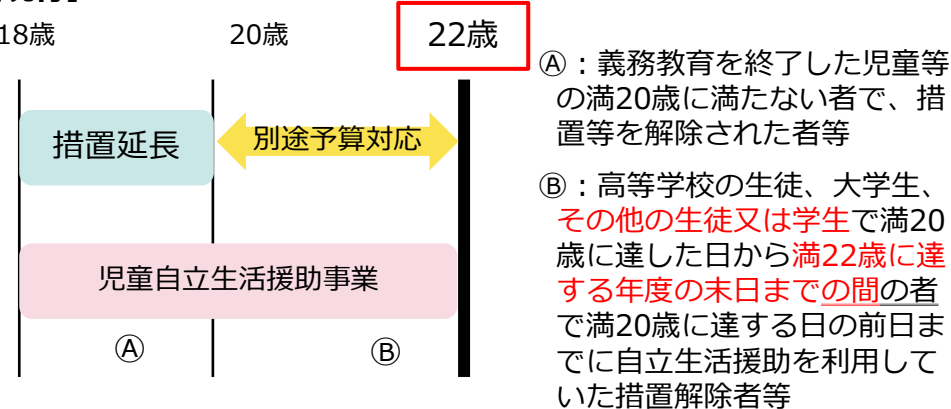 18歳
20歳
22歳
措置延長
別途予算対応
児童自立生活援助事業
Ⓐ
Ⓑ
Ⓐ：義務教育を終了した児童等
の満20歳に満たない者で、措
置等を解除された者等
Ⓑ：高等学校の生徒、大学生、
その他の生徒又は学生で満20
歳に達した日から満22歳に達
する年度の末日までの間の者
で満20歳に達する日の前日ま
でに自立生活援助を利用して
いた措置解除者等